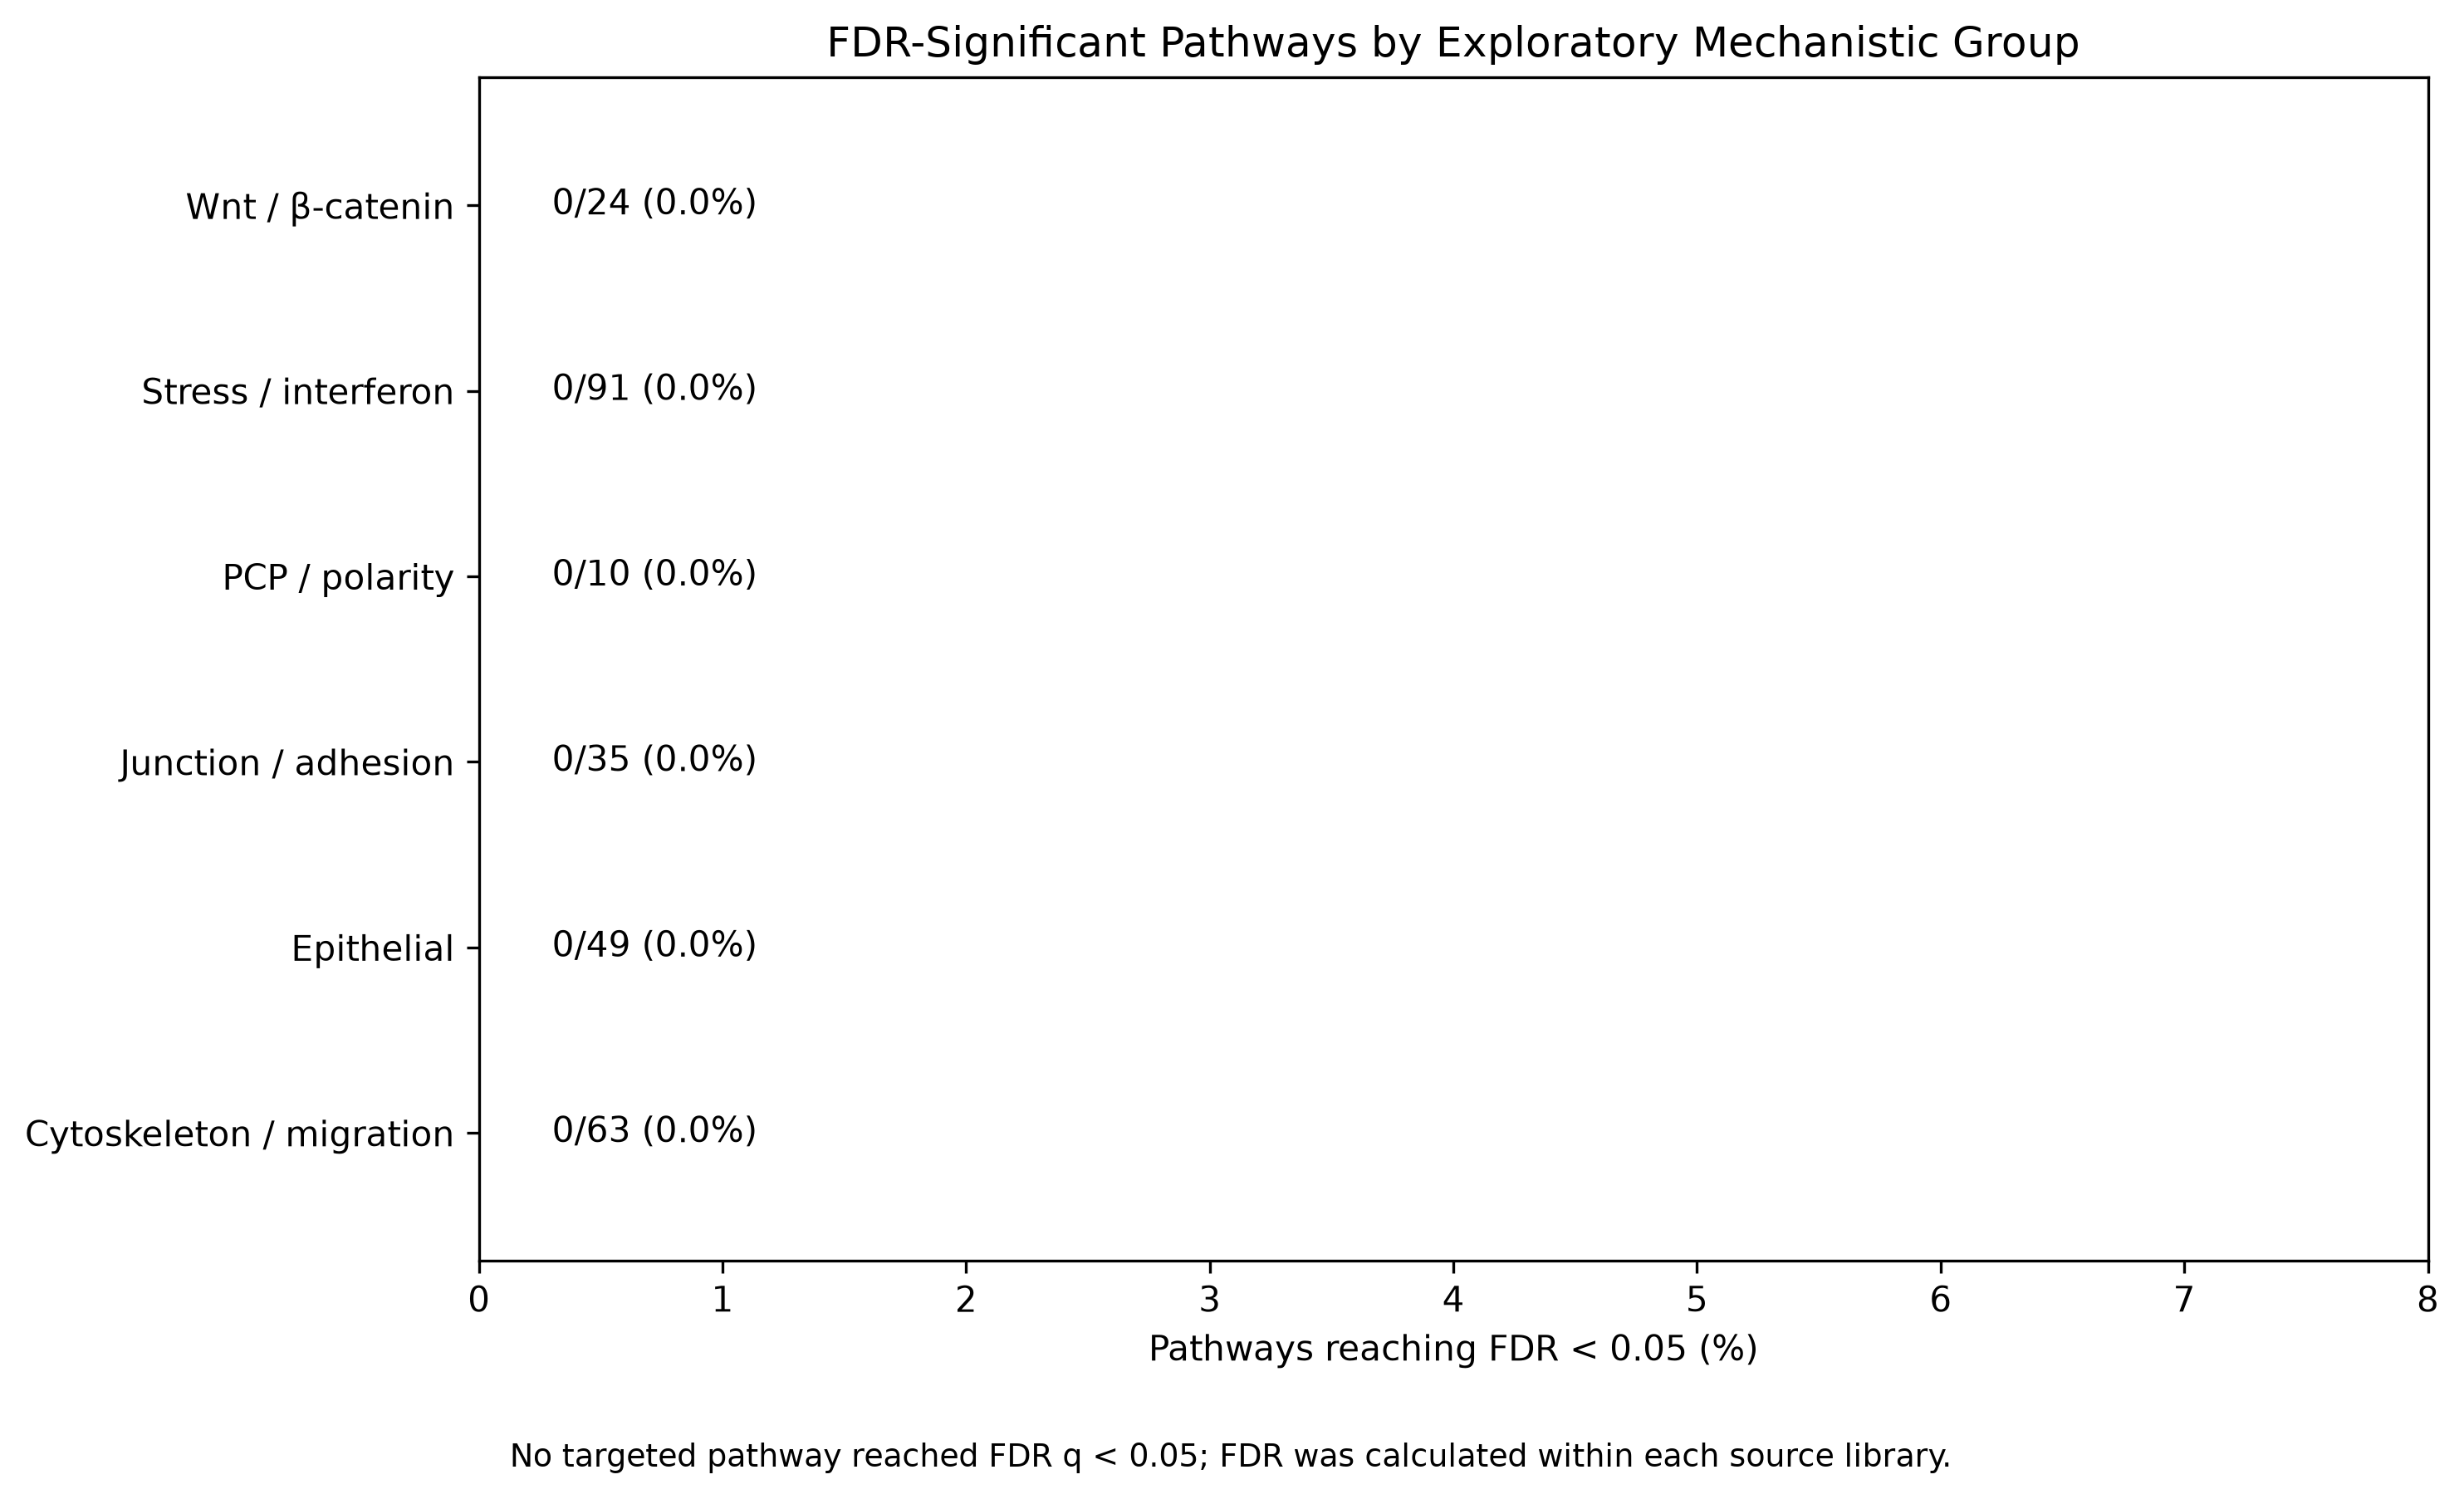 FDR-Significant Pathways by Exploratory Mechanistic Group
Wnt / β-catenin 0/24 (0.0%)
Stress / interferon 0/91 (0.0%)
PCP / polarity 0/10 (0.0%)
Junction / adhesion 0/35 (0.0%)
Epithelial 0/49 (0.0%)
Cytoskeleton / migration 0/63 (0.0%)
0 1 2 3 4 5 6 7 8
Pathways reaching FDR < 0.05 (%)
No targeted pathway reached FDR q < 0.05; FDR was calculated within each source library.